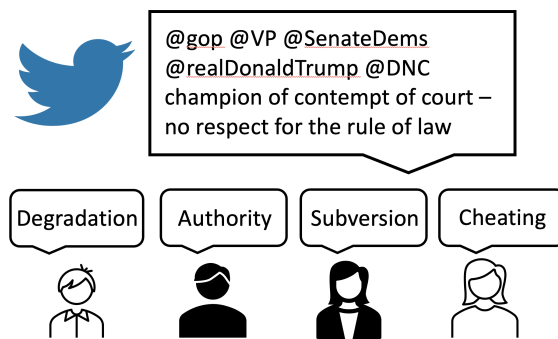 @gop @VP @SenateDems
@realDonaldTrump @DNC
champion of contempt of court –
no respect for the rule of law
Degradation
Authority
Subversion
Cheating